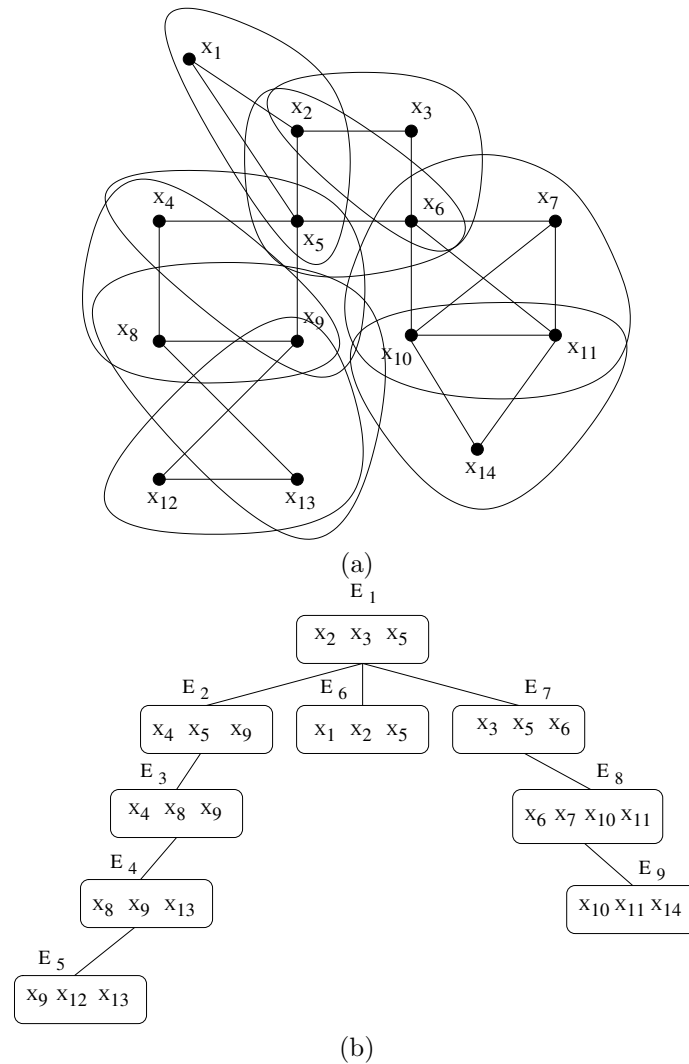 x1
x2 x3
x4 x5 x6 x7
x8 x9 x10 x11
x12 x13 x14
(a)
E 1
x2 x3 x5
E 2 E 6 E 7
x4 x5 x9 x1 x2 x5 x3 x5 x6
E 3 E 8
x4 x8 x9 x6 x7 x10 x11
E 4 E 9
x8 x9 x13 x10 x11 x14
E 5
x9 x12 x13
(b)